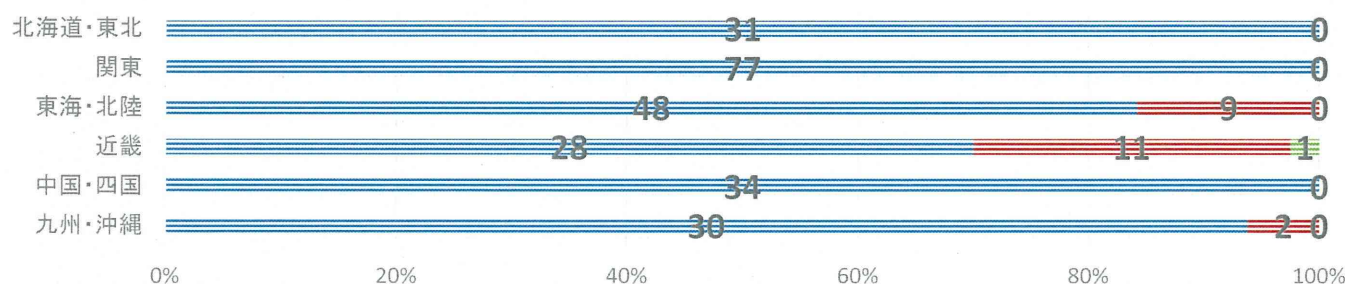 北海道・東北 31 0
関東 77 0
東海・北陸 48 9 0
近畿 28 11 1
中国・四国 34 0
九州・沖縄 30 2 0
0% 20% 40% 60% 80% 100%